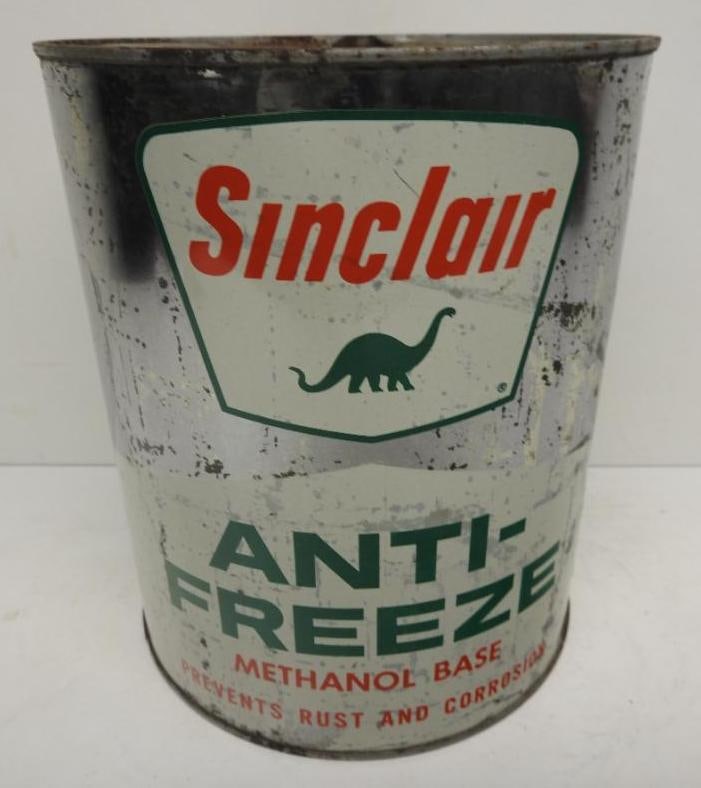 Sinclair
®
ANTI-
FREEZE
METHANOL BASE
PREVENTS RUST AND CORROSION